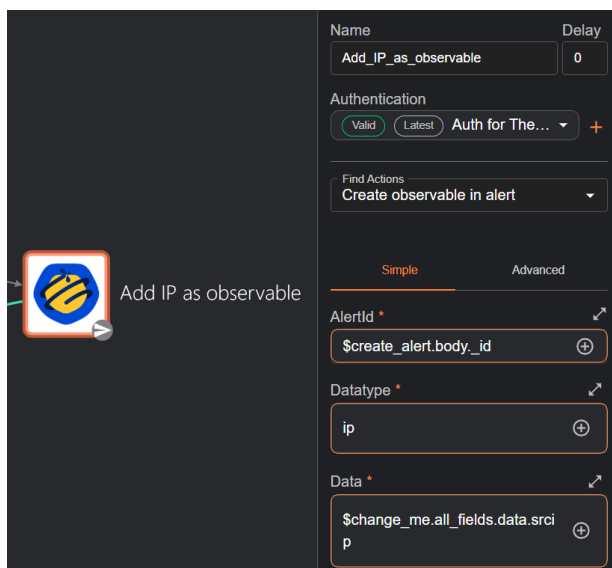 Name
Delay
Add_IP_as_observable
0
Authentication
Valid
Latest
Auth for The...
Find Actions
Create observable in alert
Simple
Advanced
AlertId *
$create_alert.body._id
Datatype *
ip
Data *
$change_me.all_fields.data.srci
p
Add IP as observable